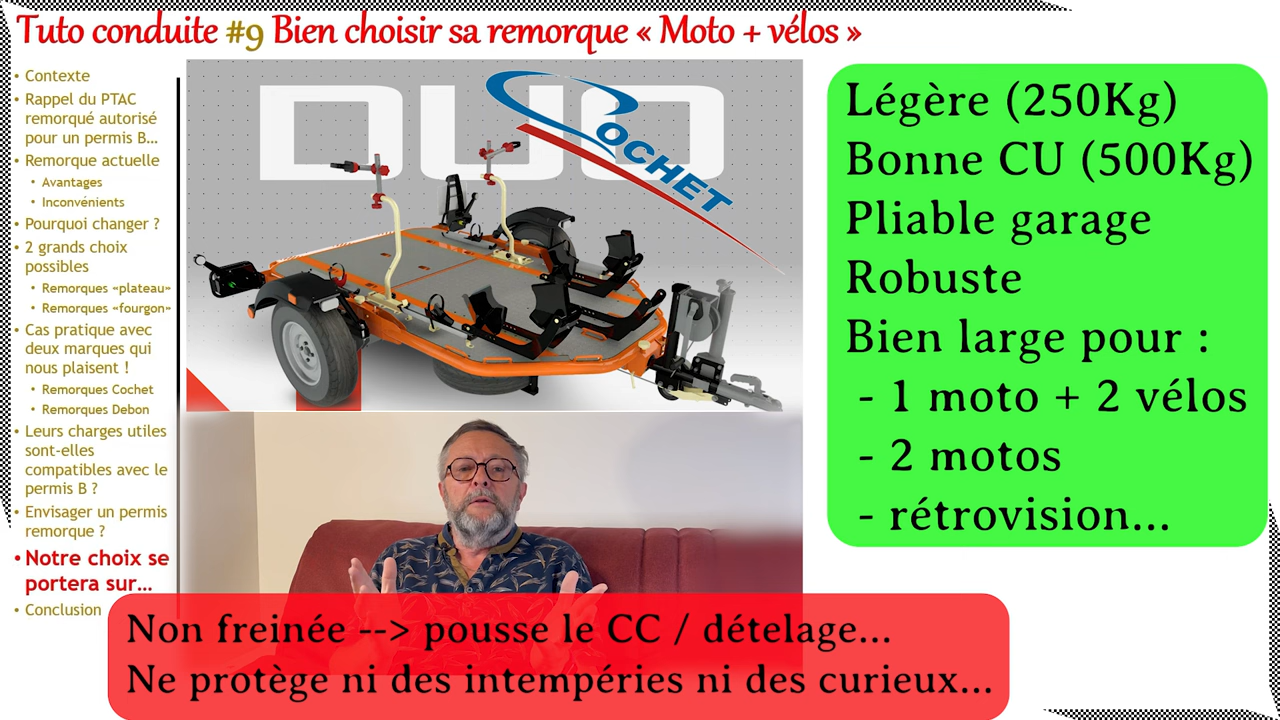 Tuto conduite #9 Bien choisir sa remorque « Moto + vélos »
• Contexte
• Rappel du PTAC
remorqué autorisé
pour un permis B...
• Remorque actuelle
• Avantages
• Inconvénients
• Pourquoi changer ?
• 2 grands choix
possibles
• Remorques «plateau»
• Remorques «fourgon»
• Cas pratique avec
deux marques qui
nous plaisent !
• Remorques Cochet
• Remorques Debon
• Leurs charges utiles
sont-elles
compatibles avec le
permis B ?
• Envisager un permis
remorque ?
• Notre choix se
portera sur...
• Conclusion
DUO
COCHET
Légère (250Kg)
Bonne CU (500Kg)
Pliable garage
Robuste
Bien large pour :
- 1 moto + 2 vélos
- 2 motos
- rétrovision...
Non freinée --> pousse le CC / dételage...
Ne protège ni des intempéries ni des curieux...